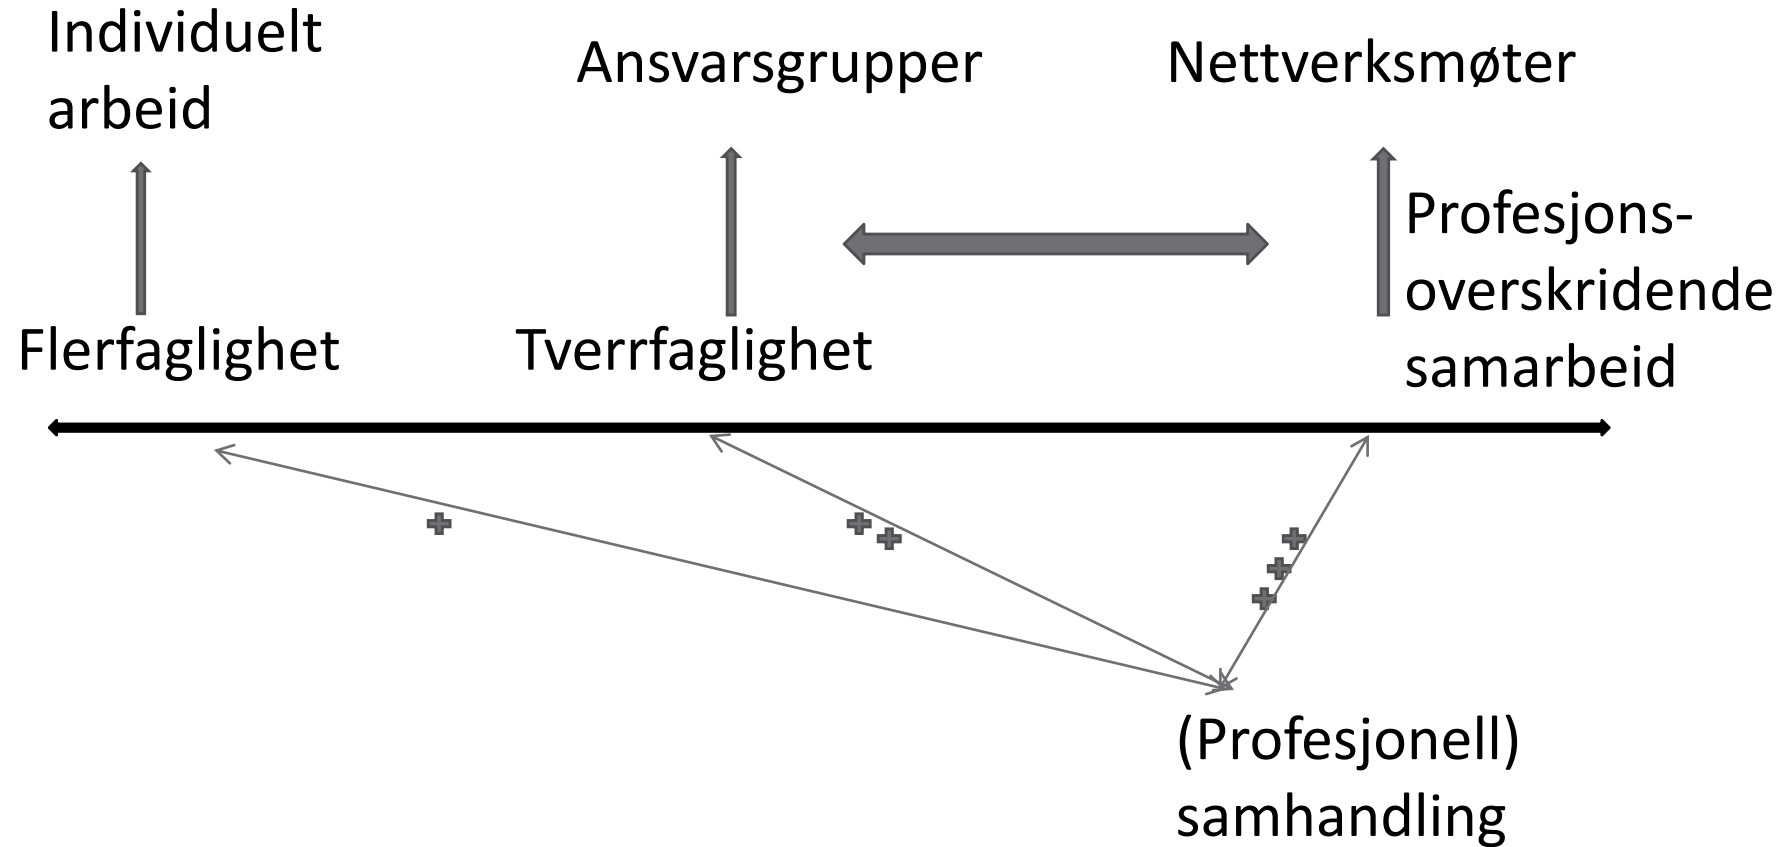 Individuelt
arbeid
Ansvarsgrupper
Nettverksmøter
Profesjons-
overskridende
samarbeid
Flerfaglighet
Tverrfaglighet
(Profesjonell)
samhandling